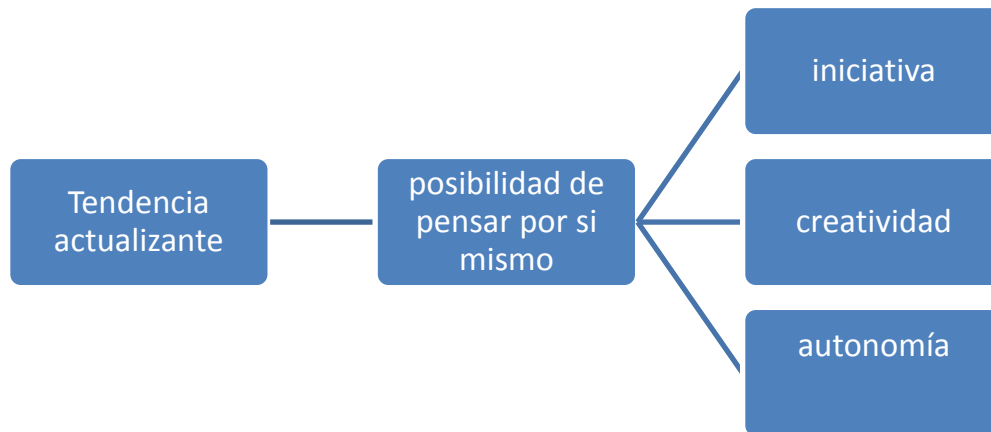 Tendencia
actualizante
posibilidad de
pensar por si
mismo
iniciativa
creatividad
autonomía